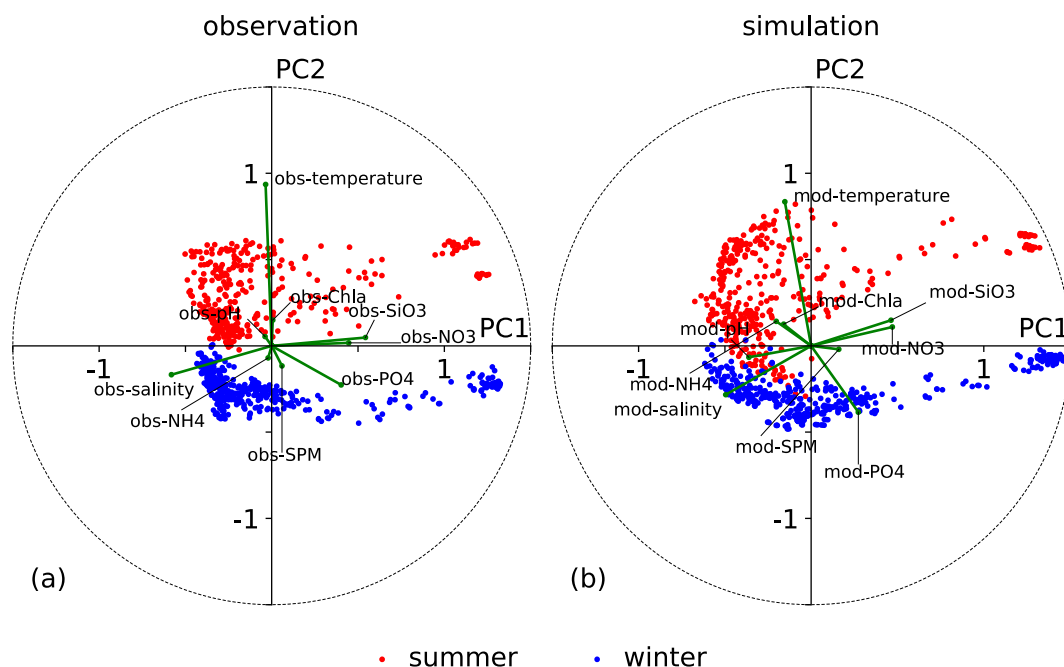 observation
simulation
PC2
PC2
1
obs-temperature
1
mod-temperature
obs-Chla
obs-pH
obs-SiO3
PC1
obs-NO3
-1
1
obs-salinity
obs-PO4
obs-NH4
obs-SPM
-1
(a)
mod-Chla
mod-SiO3
mod-pH
PC1
mod-NO3
-1
1
mod-NH4
mod-salinity
mod-SPM
mod-PO4
-1
(b)
summer
winter